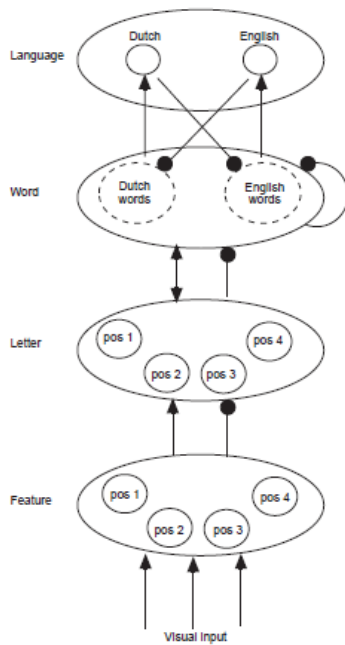 Dutch English
Language
Word
Dutch words
English words
Letter
pos 1
pos 4
pos 2
pos 3
Feature
pos 1
pos 4
pos 2
pos 3
Visual input